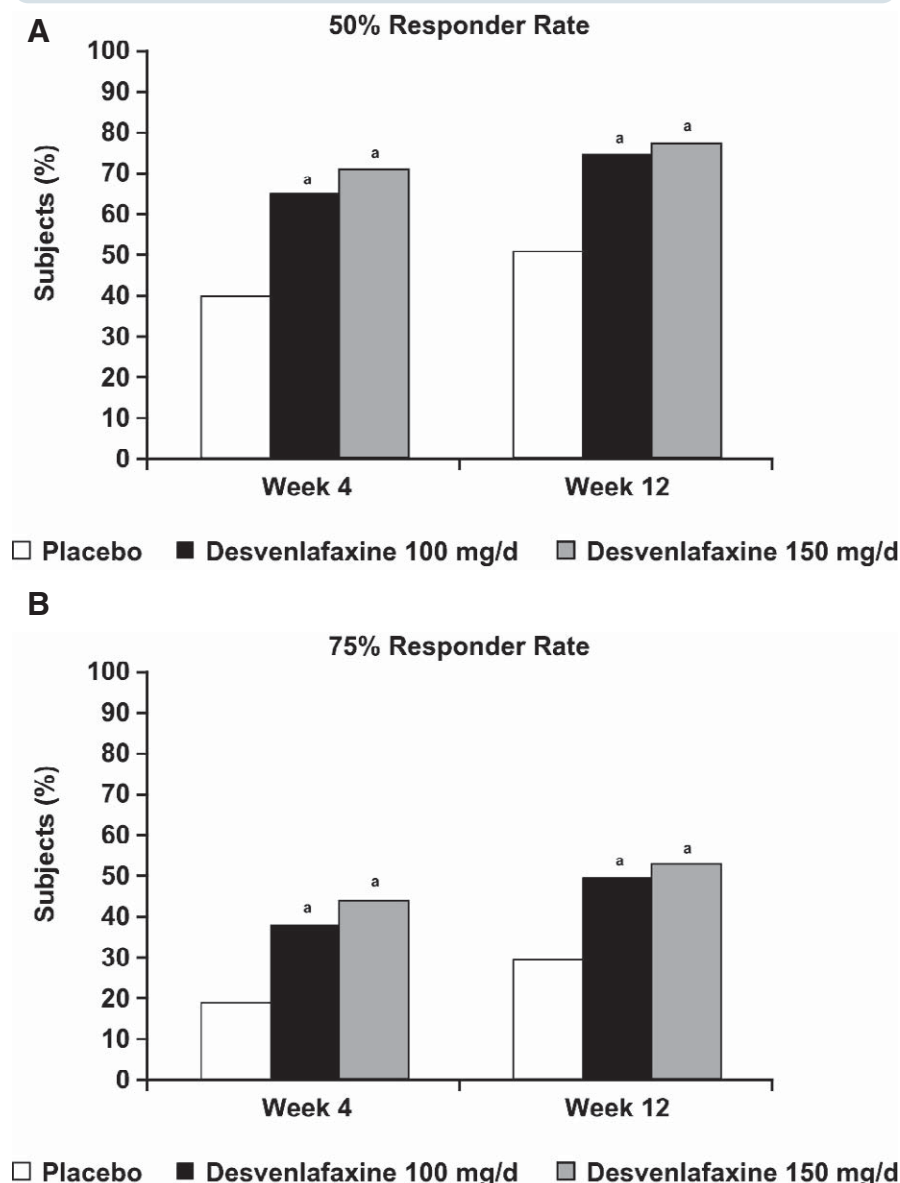 A
50% Responder Rate
100
90
80
70
60
50
40
30
20
10
0
Subjects (%)
a
a
a
a
Week 4
Week 12
Placebo
Desvenlafaxine 100 mg/d
Desvenlafaxine 150 mg/d
B
75% Responder Rate
100
90
80
70
60
50
40
30
20
10
0
Subjects (%)
a
a
a
a
Week 4
Week 12
Placebo
Desvenlafaxine 100 mg/d
Desvenlafaxine 150 mg/d